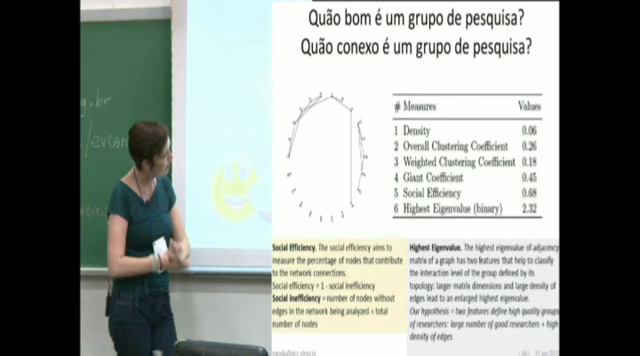 Quão bom é um grupo de pesquisa?
Quão conexo é um grupo de pesquisa?
# Measures Values
1 Density 0.06
2 Overall Clustering Coefficient 0.26
3 Weighted Clustering Coefficient 0.18
4 Giant Coefficient 0.45
5 Social Efficiency 0.68
6 Highest Eigenvalue (binary) 2.32
Social Efficiency. The social efficiency aims to
measure the percentage of nodes that contribute
to the network connections.
Social efficiency = 1 - social inefficiency
Social inefficiency = number of nodes without
edges in the network being analyzed ÷ total
number of nodes
Highest Eigenvalue. The highest eigenvalue of adjacency
matrix of a graph has two features that help to classify
the interaction level of the group defined by its
topology: larger matrix dimensions and large density of
edges lead to an enlarged highest eigenvalue.
Our hypothesis = two features define high quality groups
of researchers: large number of good researchers + high
density of edges
g.br
/evcam